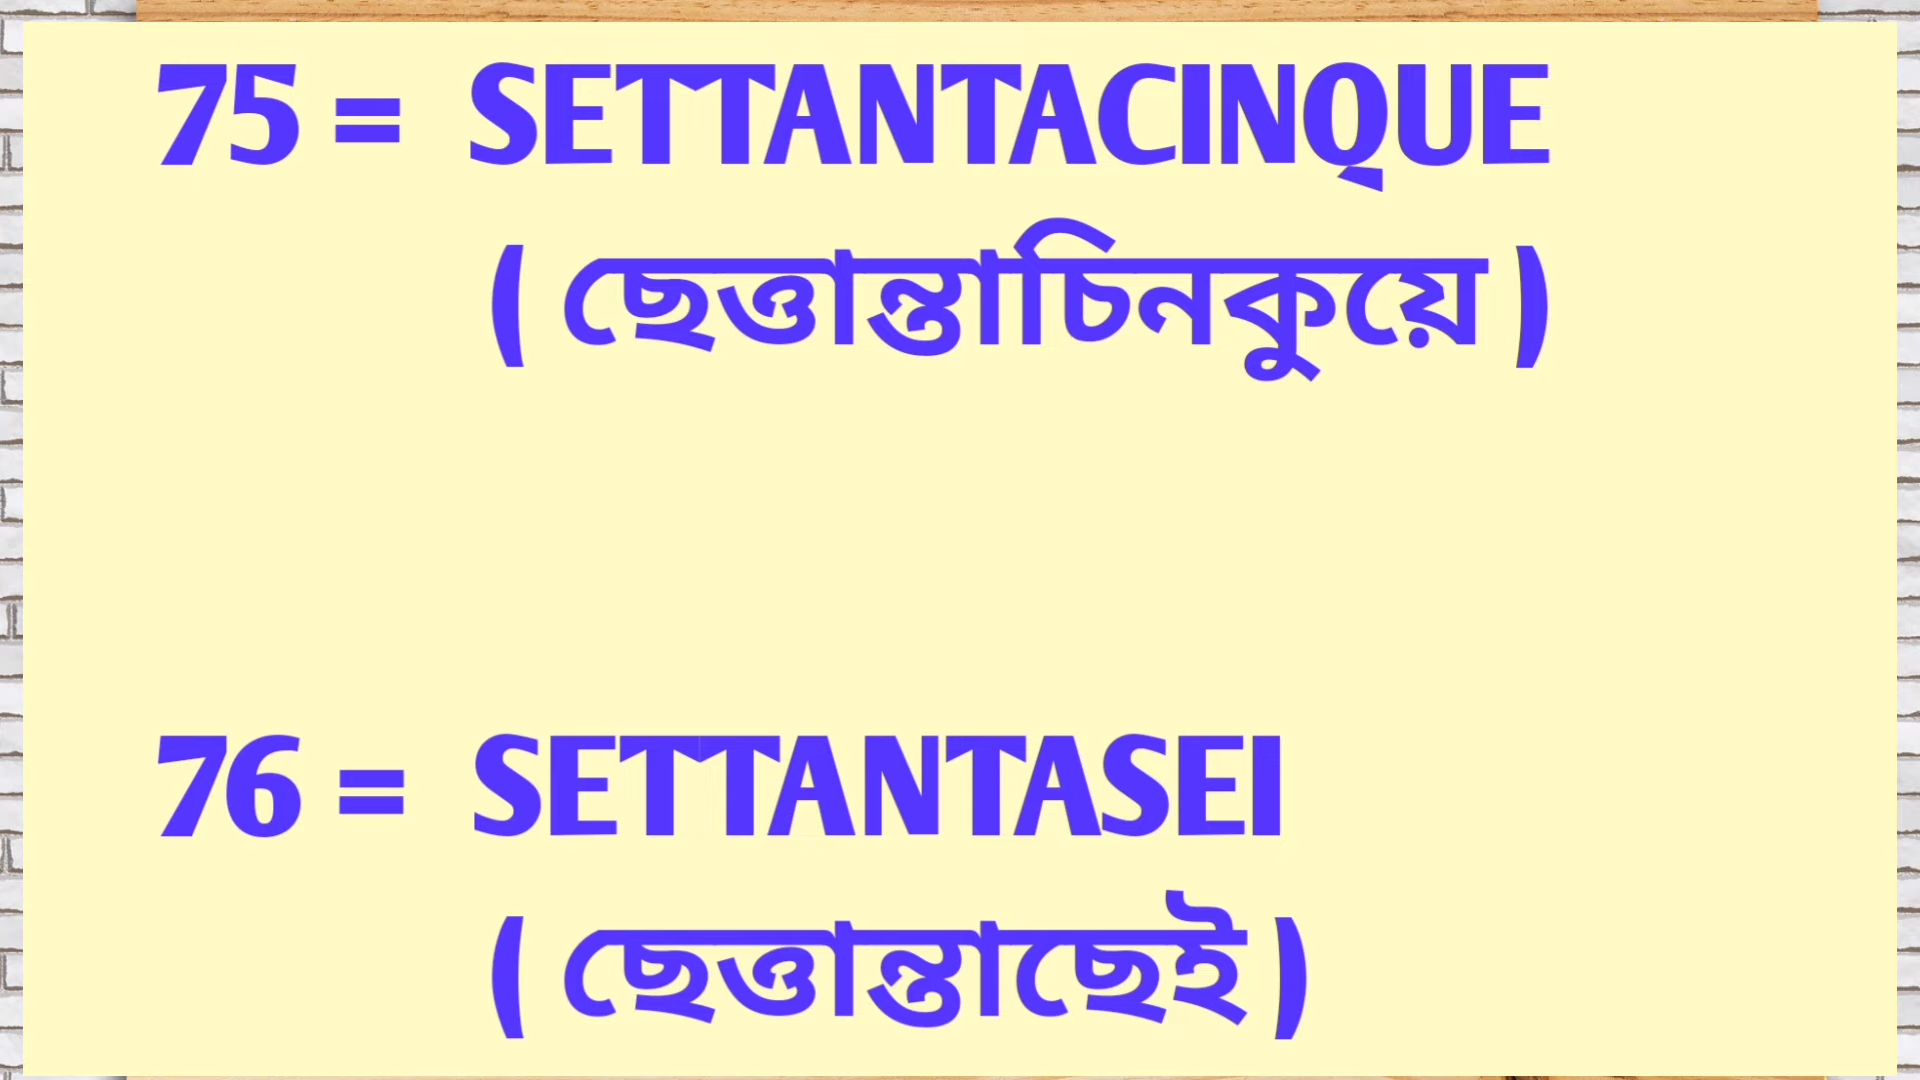 75 = SETTANTACINQUE
( ছেত্তান্তাচিনকুয়ে )
76 = SETTANTASEI
( ছেত্তান্তাছেই )